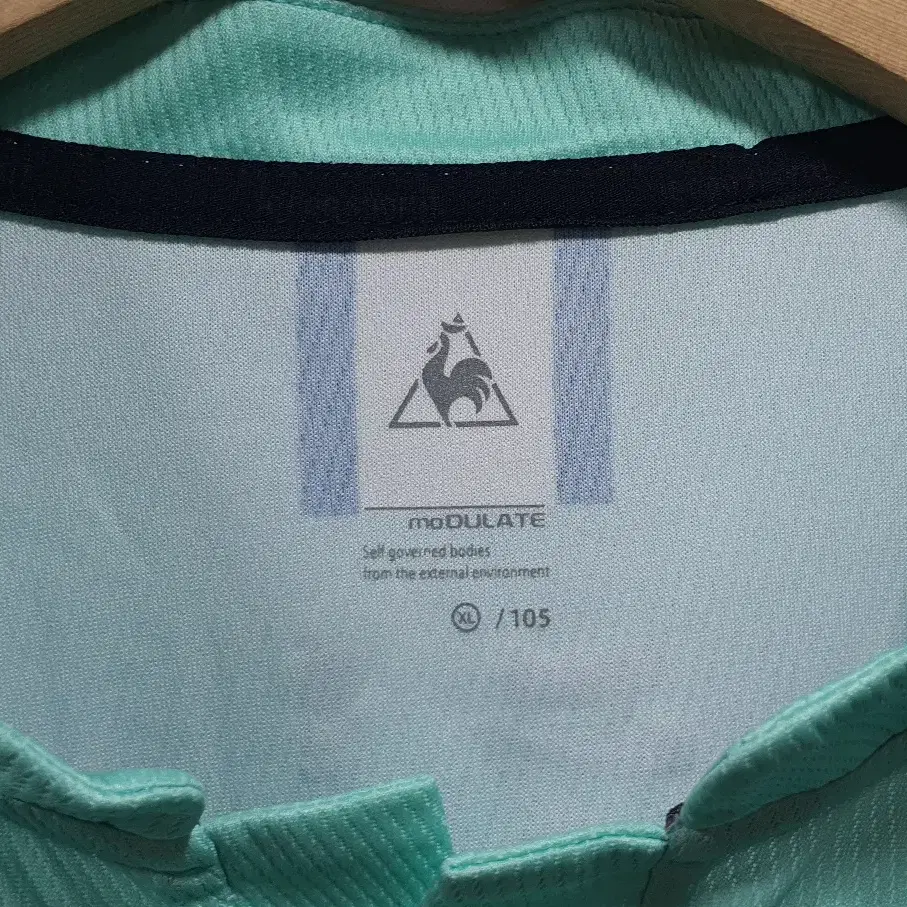 moDULATE
Self governed bodies
from the external environment
XL / 105